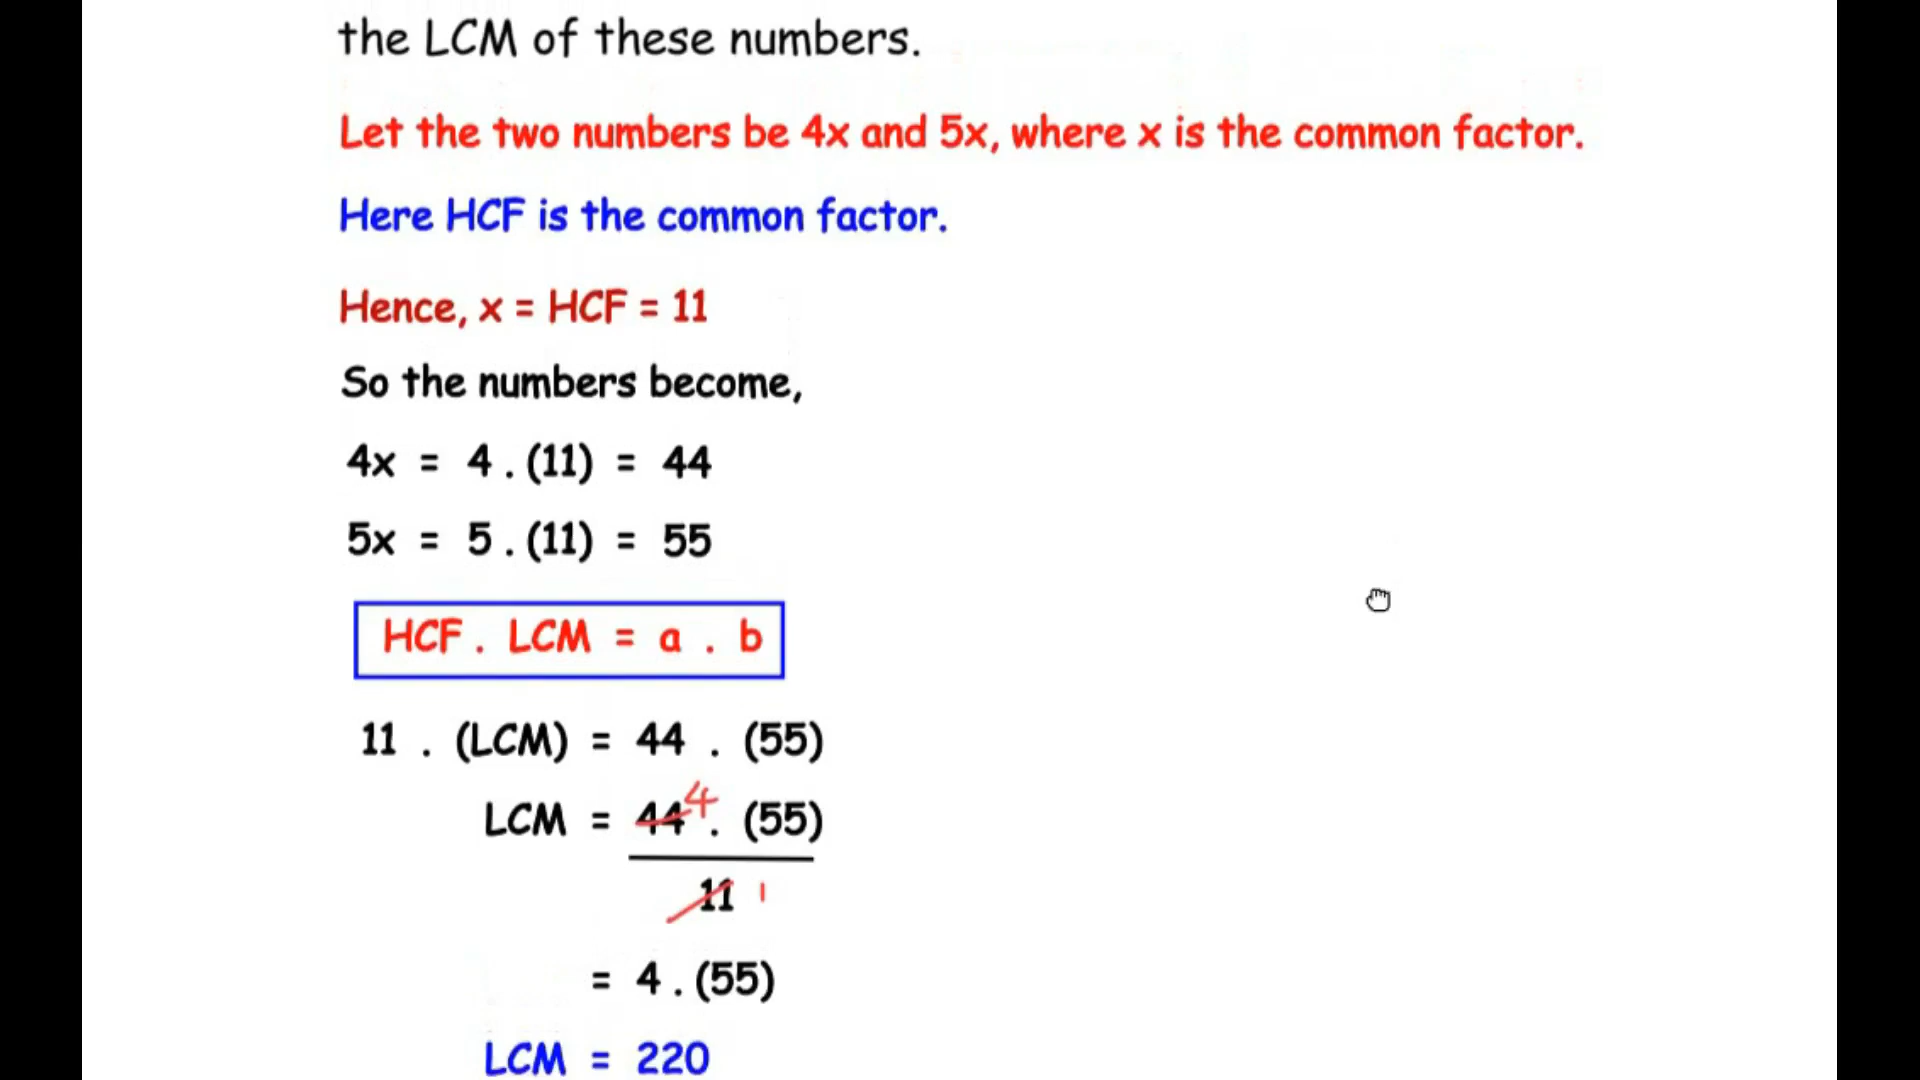 the LCM of these numbers.
Let the two numbers be 4x and 5x, where x is the common factor.
Here HCF is the common factor.
Hence, x = HCF = 11
So the numbers become,
4x = 4 . (11) = 44
5x = 5 . (11) = 55
HCF . LCM = a . b
11 . (LCM) = 44 . (55)
4
LCM = 44 . (55)
11 1
= 4 . (55)
LCM = 220